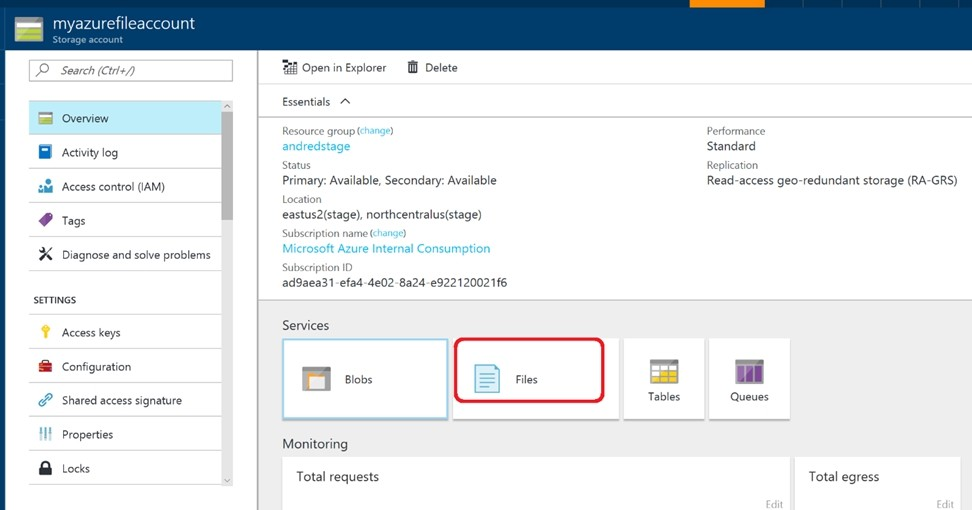 myazurefileaccount
Storage account
Search (Ctrl+/)
Overview
Activity log
Access control (IAM)
Tags
Diagnose and solve problems
SETTINGS
Access keys
Configuration
Shared access signature
Properties
Locks
Open in Explorer Delete
Essentials
Resource group (change)
andredstage
Status
Primary: Available, Secondary: Available
Location
eastus2(stage), northcentralus(stage)
Subscription name (change)
Microsoft Azure Internal Consumption
Subscription ID
ad9aea31-efa4-4e02-8a24-e922120021f6
Performance
Standard
Replication
Read-access geo-redundant storage (RA-GRS)
Services
Blobs
Files
Tables
Queues
Monitoring
Total requests
Edit
Total egress
Edit